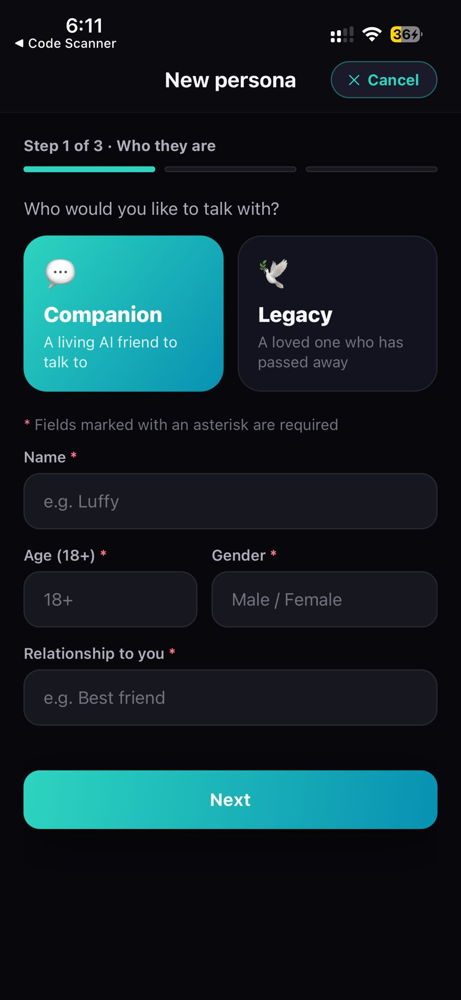 6:11
◀ Code Scanner
36
New persona
Cancel
Step 1 of 3 · Who they are
Who would you like to talk with?
Companion
A living AI friend to
talk to
Legacy
A loved one who has
passed away
* Fields marked with an asterisk are required
Name *
e.g. Luffy
Age (18+) *
Gender *
18+
Male / Female
Relationship to you *
e.g. Best friend
Next